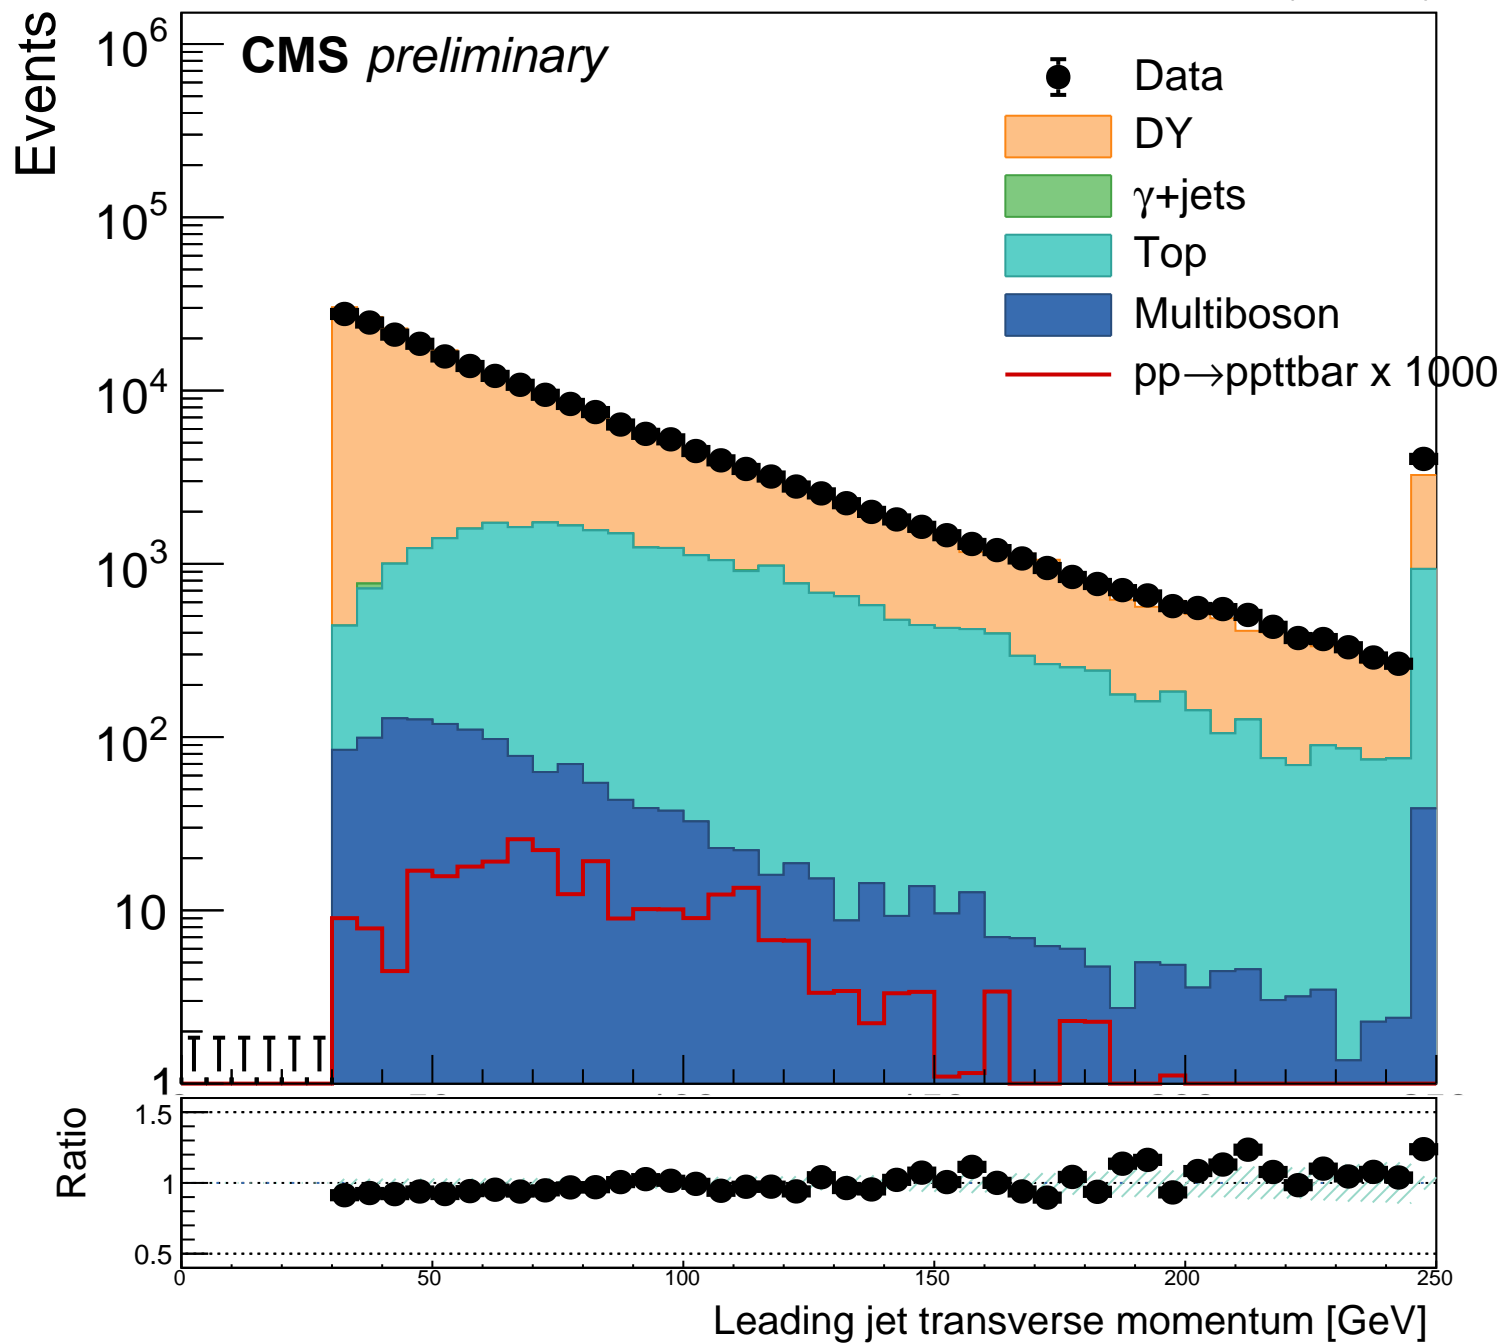 CMS preliminary
Events
10^6
10^5
10^4
10^3
10^2
10
1
Data
DY
γ+jets
Top
Multiboson
pp→ppttbar x 1000
Ratio
1.5
1
0.5
0 50 100 150 200 250
Leading jet transverse momentum [GeV]